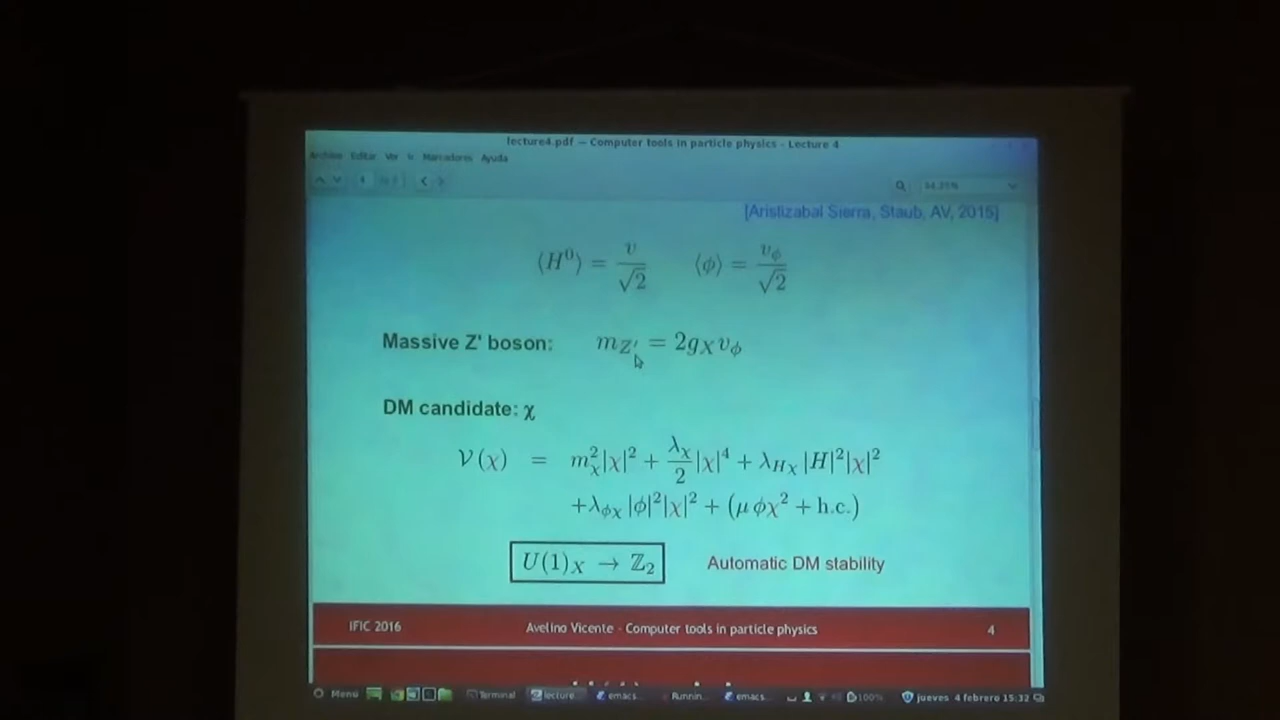 lecture4.pdf — Computer tools in particle physics - Lecture 4
Archivo Editar Ver Ir Marcadores Ayuda
[Aristizabal Sierra, Staub, AV, 2015]
⟨H⁰⟩ = v/√2 ⟨ϕ⟩ = v_ϕ/√2
Massive Z' boson: m_Z' = 2g_X v_ϕ
DM candidate: χ
𝒱(χ) = m_χ²|χ|² + λ_χ/2 |χ|⁴ + λ_Hχ |H|²|χ|²
+λ_ϕχ |ϕ|²|χ|² + (μ ϕχ² + h.c.)
U(1)_X → ℤ₂ Automatic DM stability
IFIC 2016 Avelino Vicente - Computer tools in particle physics 4
Menú Terminal lecture... emacs... Runnin... emacs... 100% jueves 4 febrero 15:32